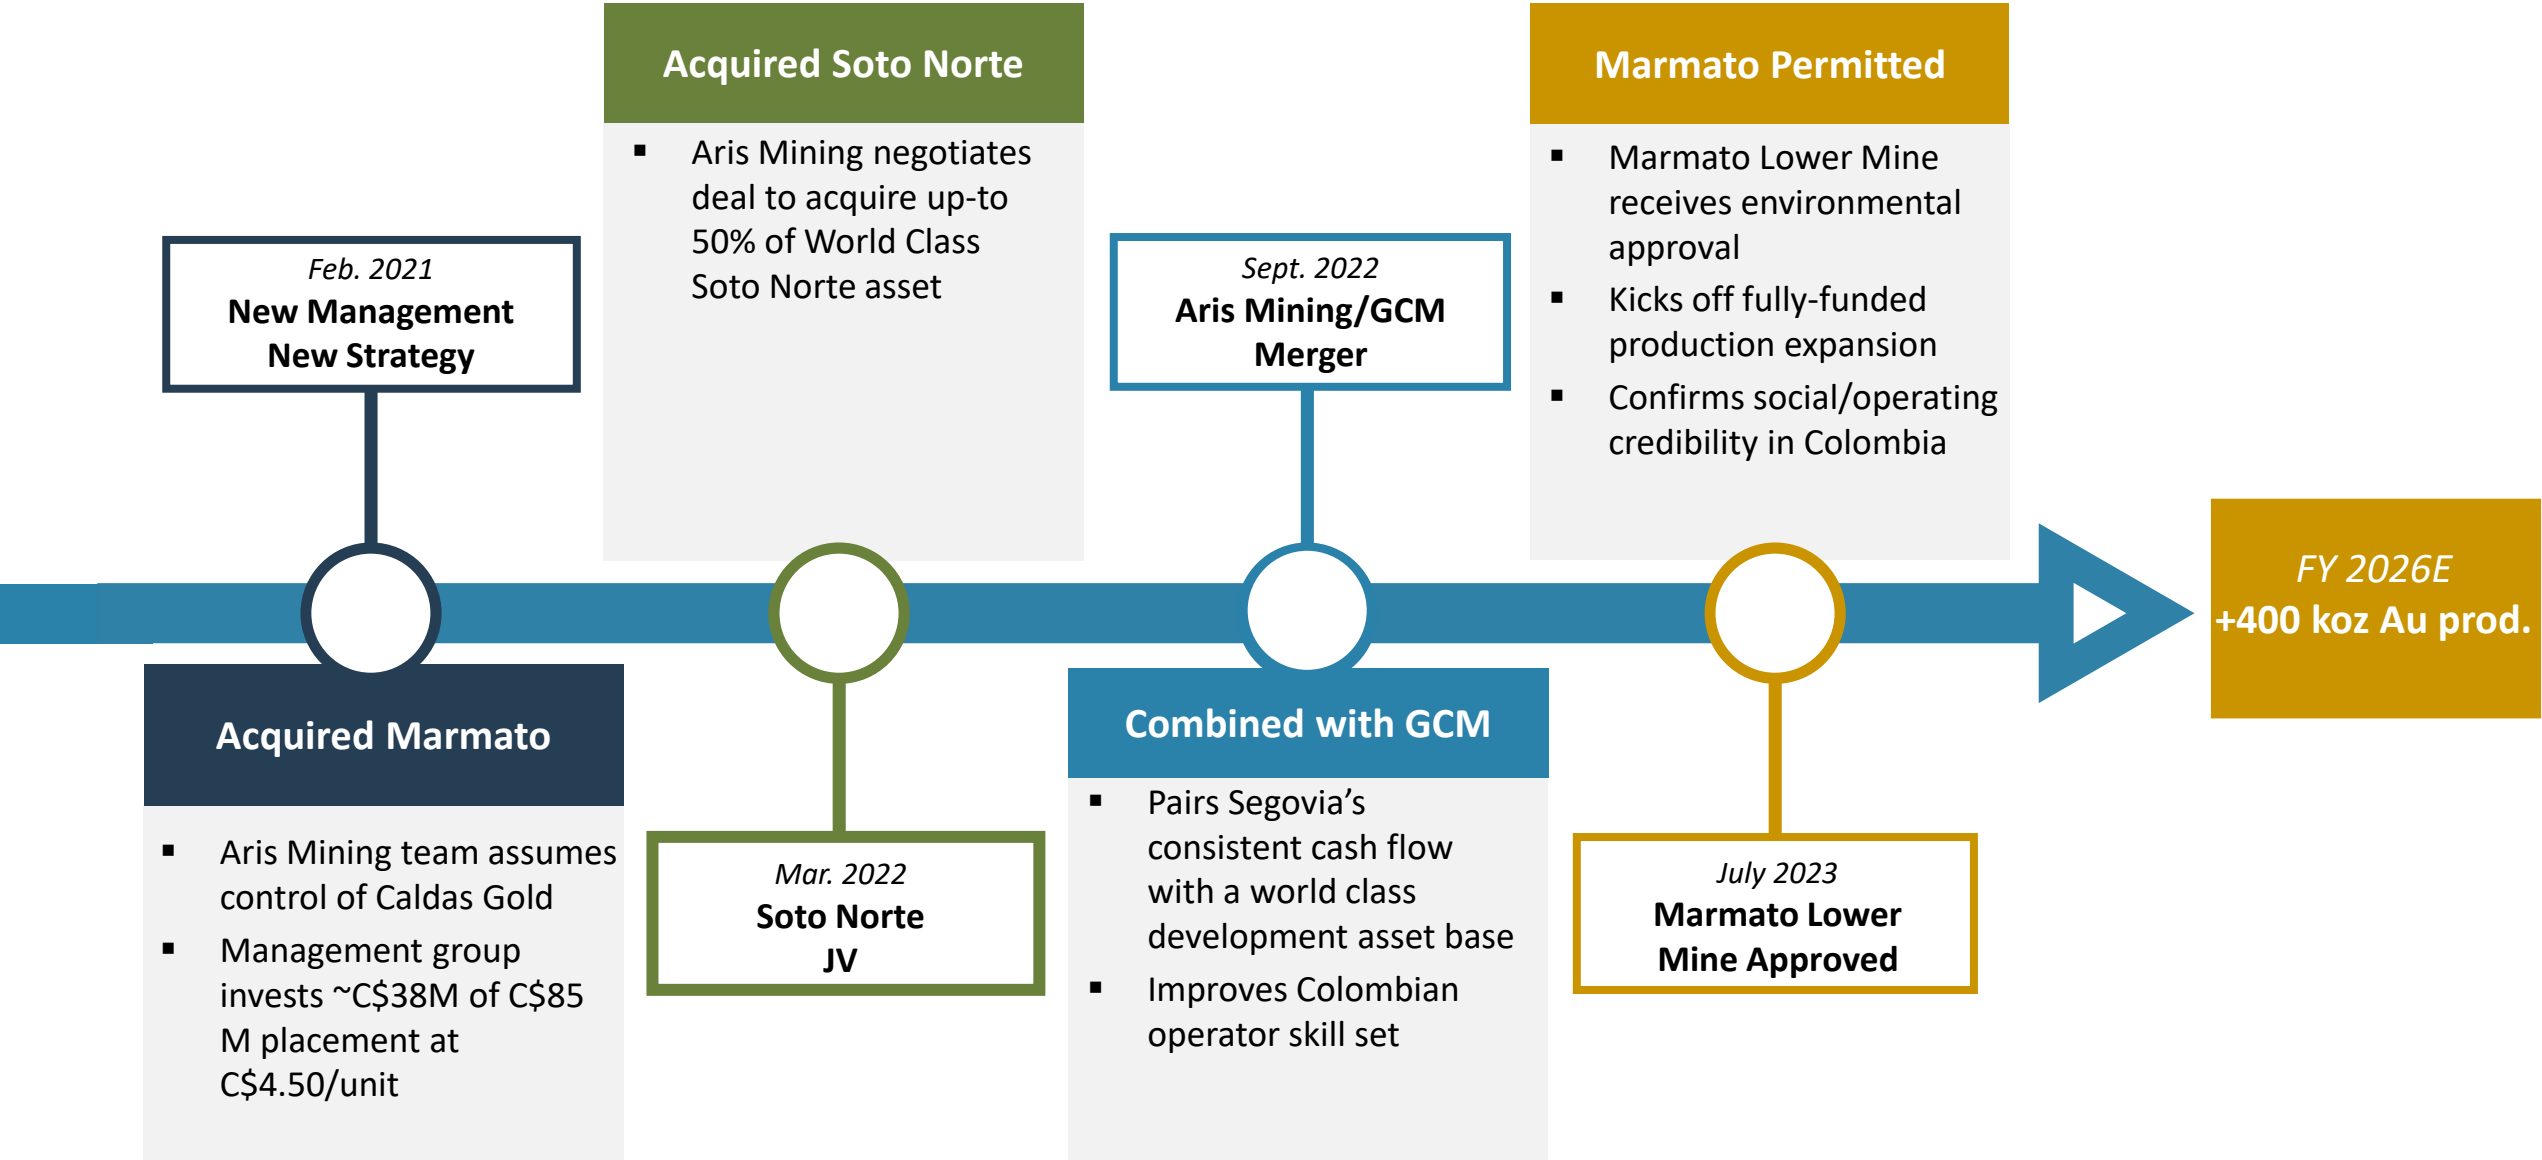 Feb. 2021
New Management
New Strategy
Acquired Marmato
▪ Aris Mining team assumes
control of Caldas Gold
▪ Management group
invests ~C$38M of C$85
M placement at
C$4.50/unit
Acquired Soto Norte
▪ Aris Mining negotiates
deal to acquire up-to
50% of World Class
Soto Norte asset
Mar. 2022
Soto Norte
JV
Sept. 2022
Aris Mining/GCM
Merger
Combined with GCM
▪ Pairs Segovia’s
consistent cash flow
with a world class
development asset base
▪ Improves Colombian
operator skill set
Marmato Permitted
▪ Marmato Lower Mine
receives environmental
approval
▪ Kicks off fully-funded
production expansion
▪ Confirms social/operating
credibility in Colombia
July 2023
Marmato Lower
Mine Approved
FY 2026E
+400 koz Au prod.